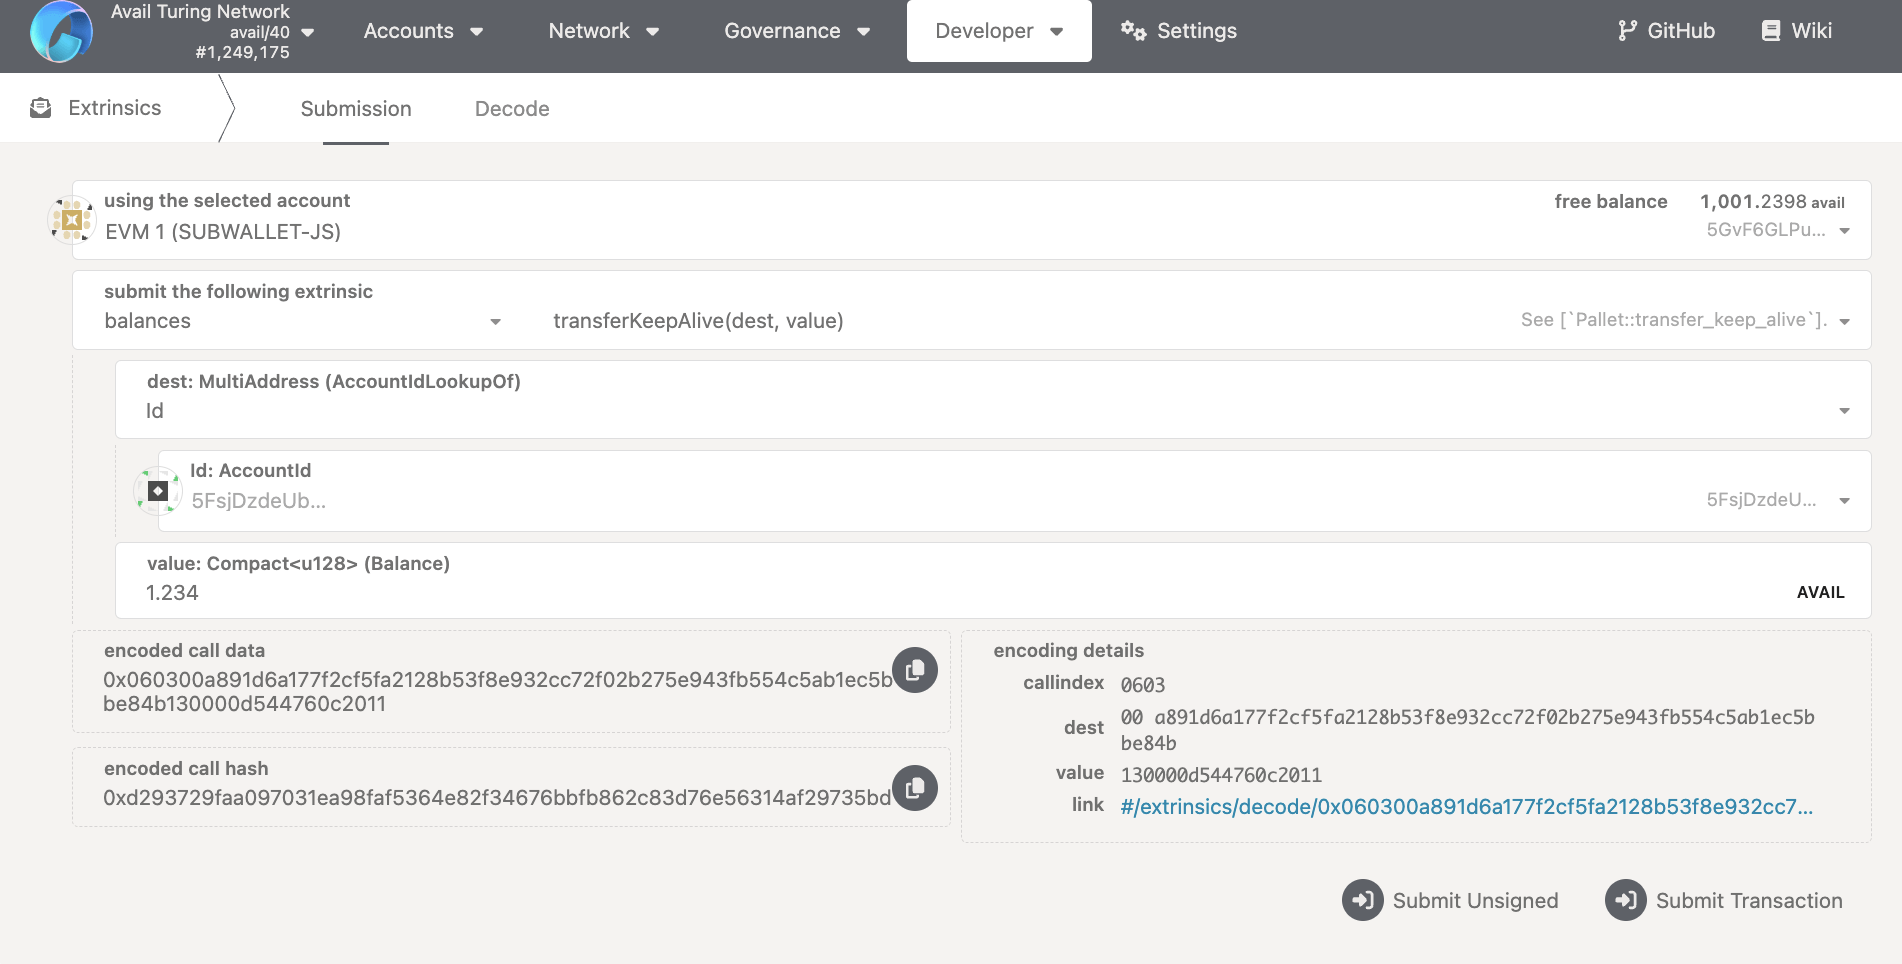 Avail Turing Network
avail/40
#1,249,175
Accounts
Network
Governance
Developer
Settings
GitHub
Wiki
Extrinsics
Submission
Decode
using the selected account
EVM 1 (SUBWALLET-JS)
free balance 1,001.2398 avail
5GvF6GLPu...
submit the following extrinsic
balances
transferKeepAlive(dest, value)
See [`Pallet::transfer_keep_alive`].
dest: MultiAddress (AccountIdLookupOf)
Id
Id: AccountId
5FsjDzdeUb...
5FsjDzdeU...
value: Compact<u128> (Balance)
1.234
AVAIL
encoded call data
0x060300a891d6a177f2cf5fa2128b53f8e932cc72f02b275e943fb554c5ab1ec5b
be84b130000d544760c2011
encoded call hash
0xd293729faa097031ea98faf5364e82f34676bbfb862c83d76e56314af29735bd
encoding details
callindex 0603
dest 00 a891d6a177f2cf5fa2128b53f8e932cc72f02b275e943fb554c5ab1ec5b
be84b
value 130000d544760c2011
link #/extrinsics/decode/0x060300a891d6a177f2cf5fa2128b53f8e932cc7...
Submit Unsigned
Submit Transaction